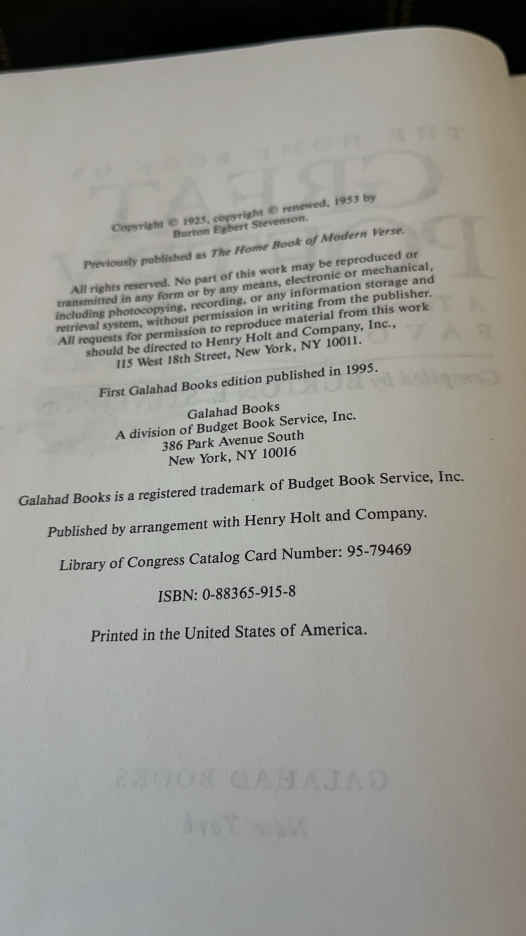 Copyright © 1925, copyright © renewed, 1953 by
Burton Egbert Stevenson.
Previously published as The Home Book of Modern Verse.
All rights reserved. No part of this work may be reproduced or
transmitted in any form or by any means, electronic or mechanical,
including photocopying, recording, or any information storage and
retrieval system, without permission in writing from the publisher.
All requests for permission to reproduce material from this work
should be directed to Henry Holt and Company, Inc.,
115 West 18th Street, New York, NY 10011.
First Galahad Books edition published in 1995.
Galahad Books
A division of Budget Book Service, Inc.
386 Park Avenue South
New York, NY 10016
Galahad Books is a registered trademark of Budget Book Service, Inc.
Published by arrangement with Henry Holt and Company.
Library of Congress Catalog Card Number: 95-79469
ISBN: 0-88365-915-8
Printed in the United States of America.
GALAHAD BOOKS
New York